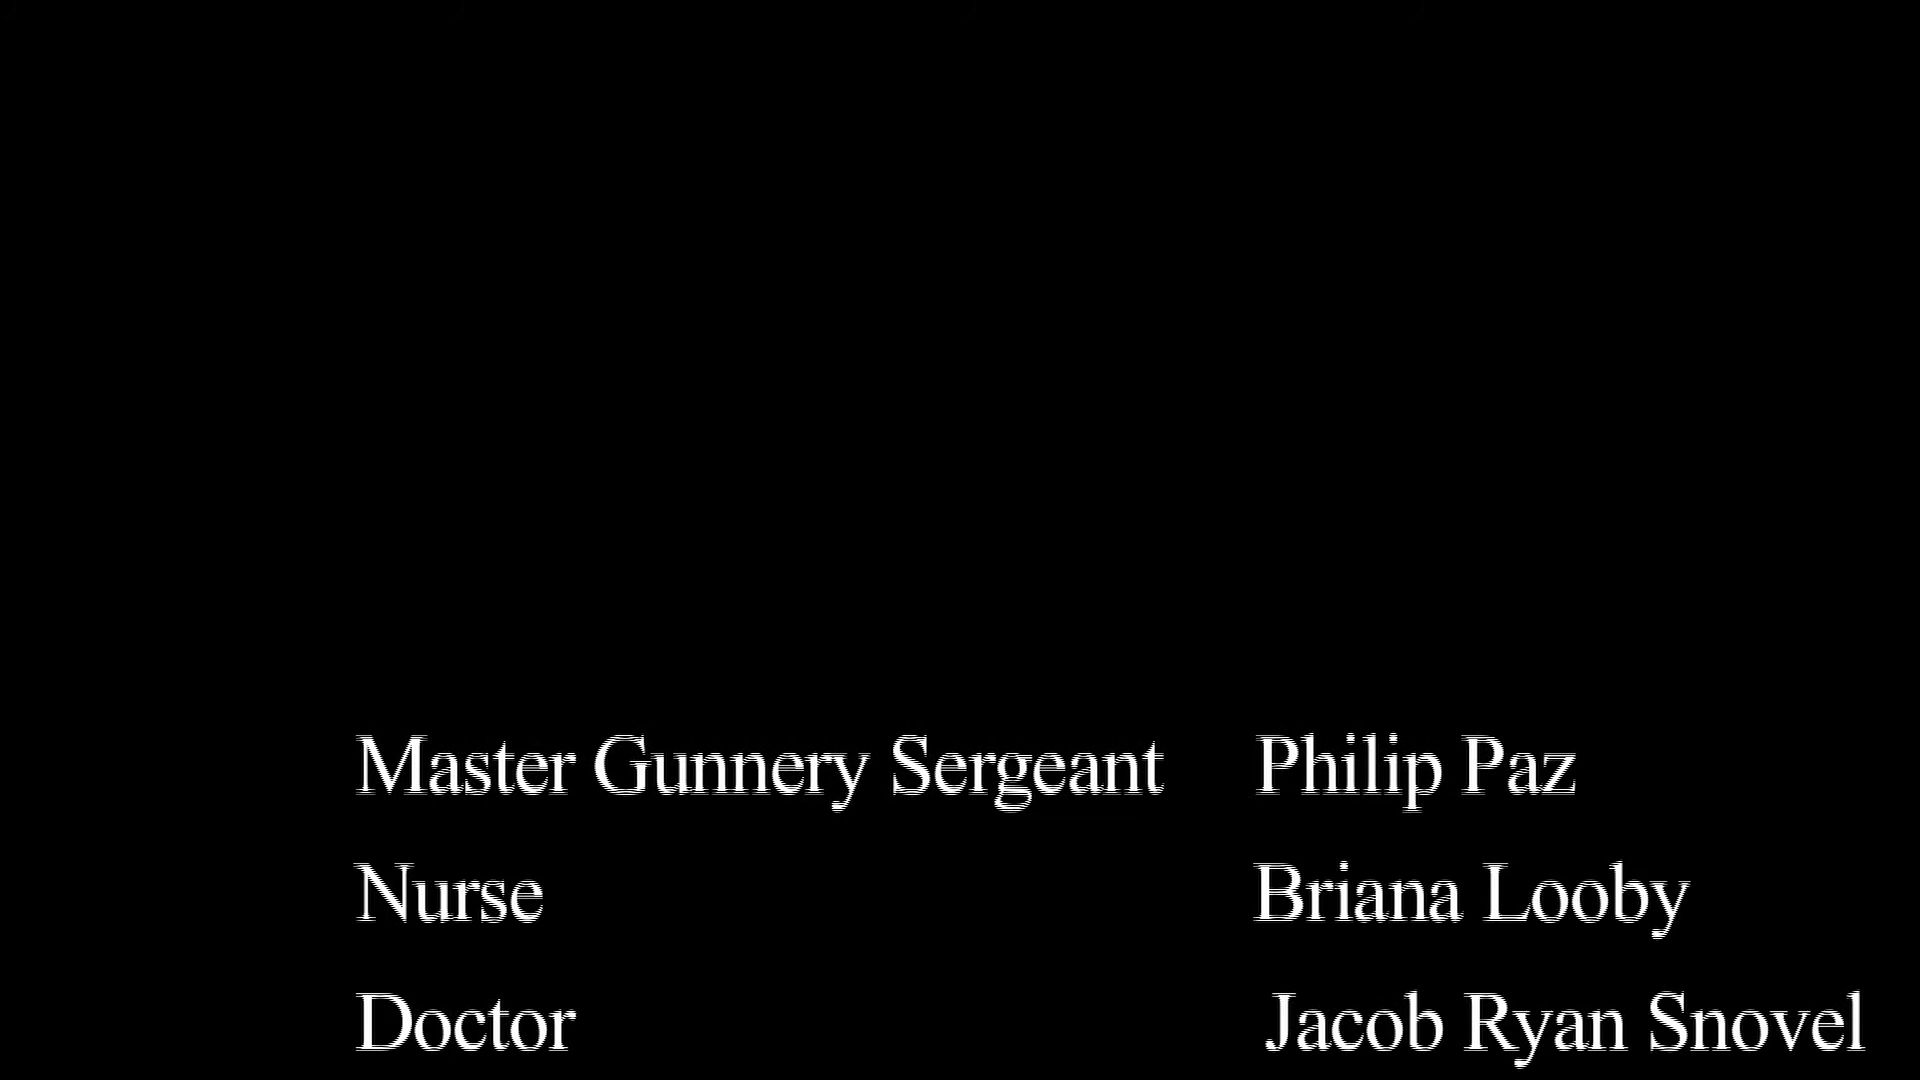 Master Gunnery Sergeant Philip Paz
Nurse Briana Looby
Doctor Jacob Ryan Snovel